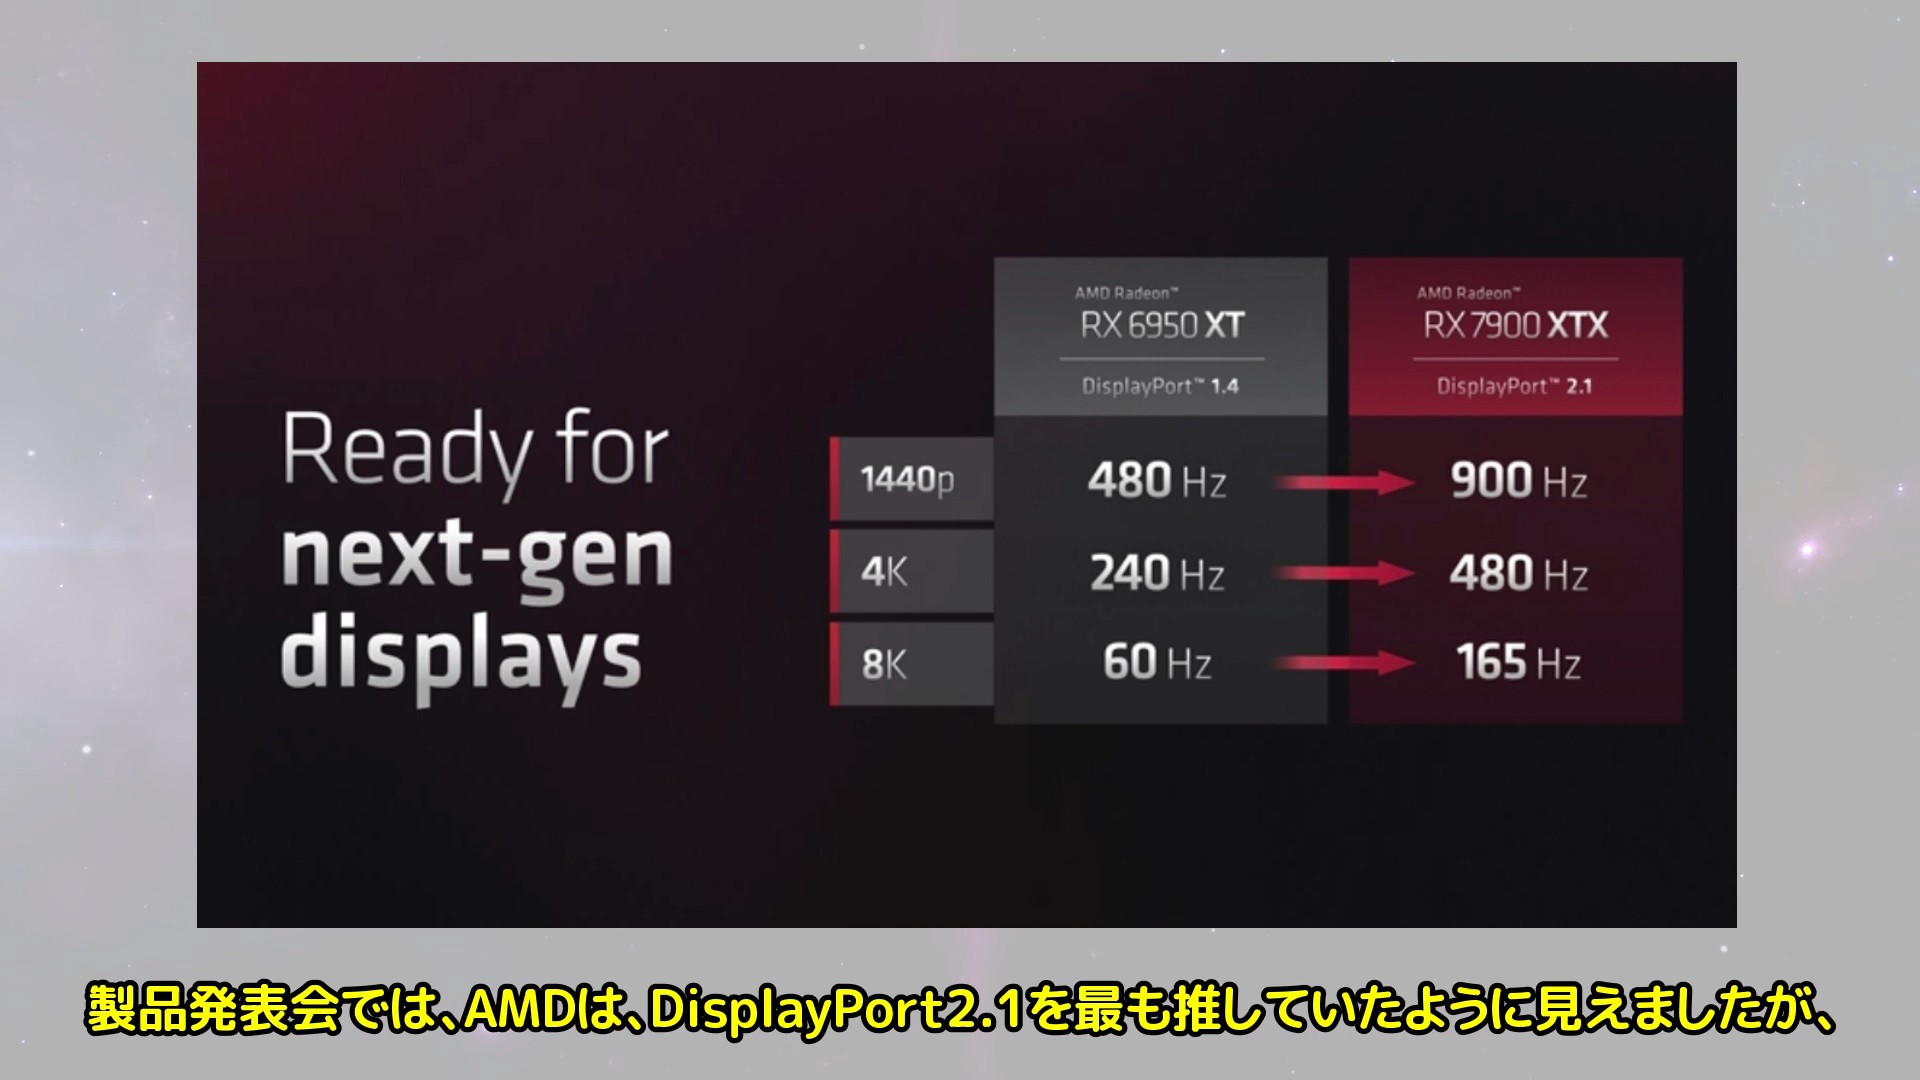 Ready for
next-gen
displays
AMD Radeon™
RX 6950 XT
DisplayPort™ 1.4
AMD Radeon™
RX 7900 XTX
DisplayPort™ 2.1
1440p 480 Hz 900 Hz
4K 240 Hz 480 Hz
8K 60 Hz 165 Hz
製品発表会では、AMDは、DisplayPort2.1を最も推していたように見えましたが、